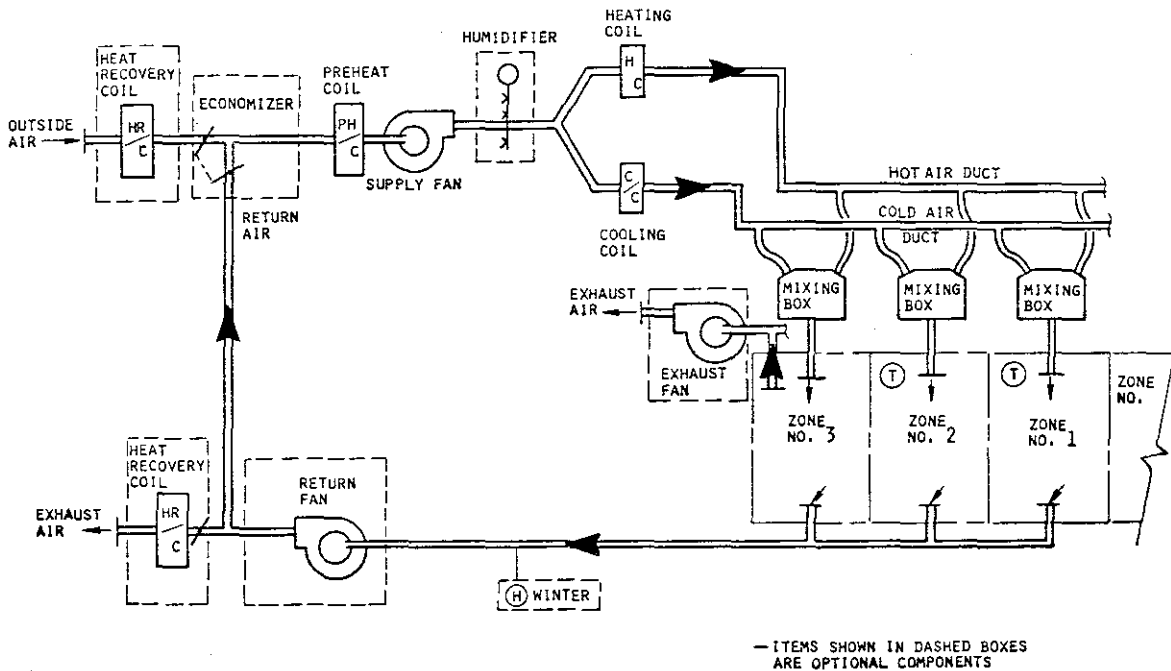 HEATING
COIL
HUMIDIFIER
H
C
HEAT
RECOVERY
COIL
ECONOMIZER
PREHEAT
COIL
OUTSIDE
AIR
HR
C
PH
C
SUPPLY FAN
HOT AIR DUCT
RETURN
AIR
C
C
COLD AIR
DUCT
COOLING
COIL
MIXING
BOX
MIXING
BOX
MIXING
BOX
EXHAUST
AIR
EXHAUST
FAN
T
T
ZONE
NO. 3
ZONE
NO. 2
ZONE
NO. 1
ZONE
NO.
HEAT
RECOVERY
COIL
RETURN
FAN
EXHAUST
AIR
HR
C
H WINTER
—ITEMS SHOWN IN DASHED BOXES
ARE OPTIONAL COMPONENTS